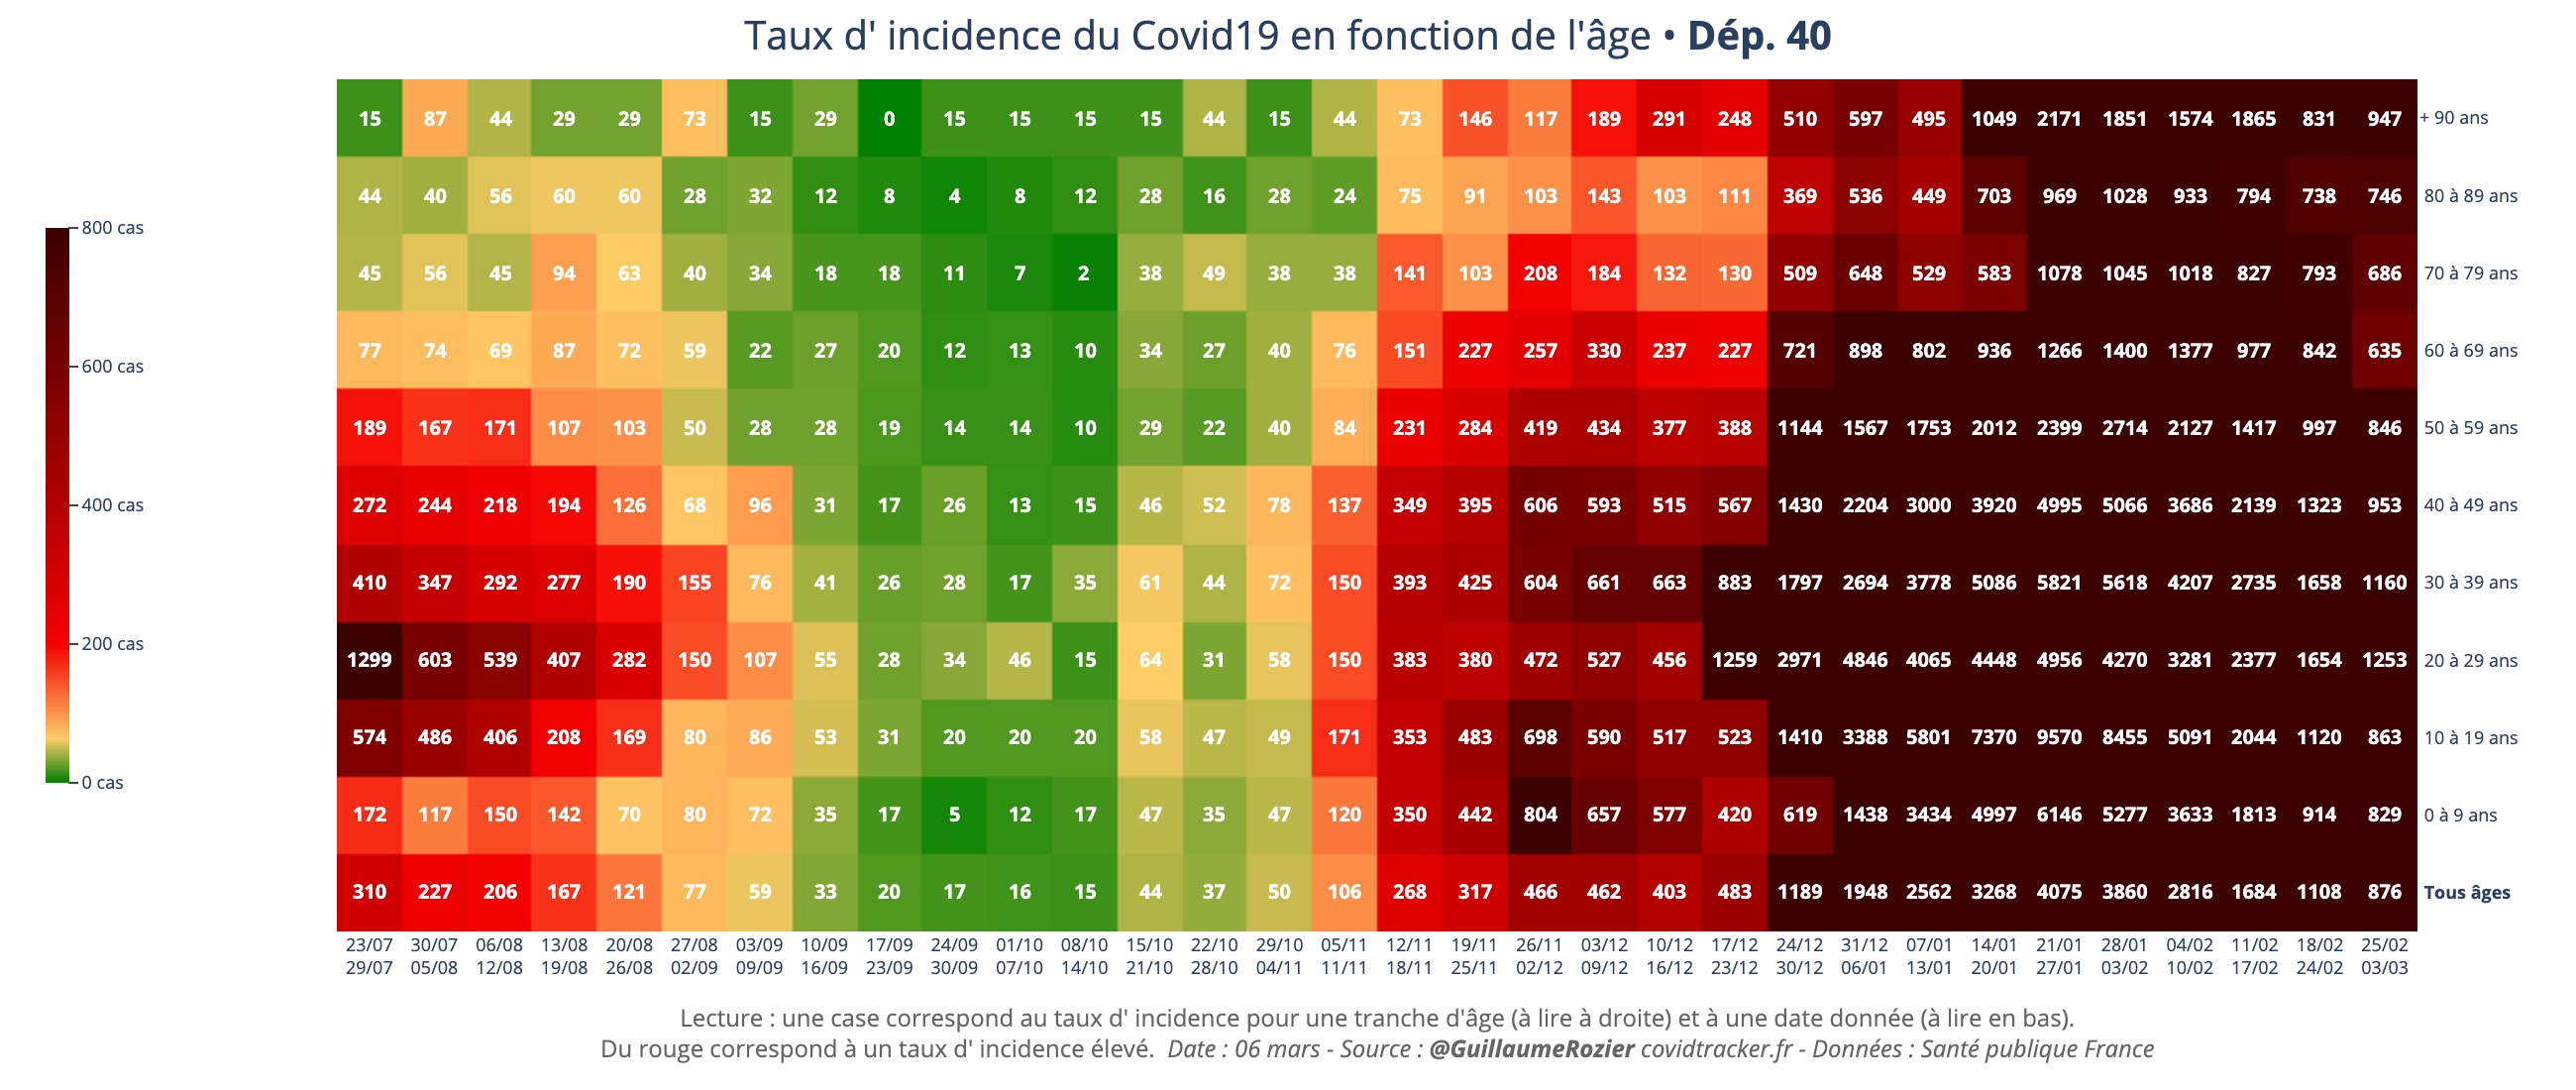 Taux d' incidence du Covid19 en fonction de l'âge • Dép. 40
800 cas
600 cas
400 cas
200 cas
0 cas
15 87 44 29 29 73 15 29 0 15 15 15 15 44 15 44 73 146 117 189 291 248 510 597 495 1049 2171 1851 1574 1865 831 947 + 90 ans
44 40 56 60 60 28 32 12 8 4 8 12 28 16 28 24 75 91 103 143 103 111 369 536 449 703 969 1028 933 794 738 746 80 à 89 ans
45 56 45 94 63 40 34 18 18 11 7 2 38 49 38 38 141 103 208 184 132 130 509 648 529 583 1078 1045 1018 827 793 686 70 à 79 ans
77 74 69 87 72 59 22 27 20 12 13 10 34 27 40 76 151 227 257 330 237 227 721 898 802 936 1266 1400 1377 977 842 635 60 à 69 ans
189 167 171 107 103 50 28 28 19 14 14 10 29 22 40 84 231 284 419 434 377 388 1144 1567 1753 2012 2399 2714 2127 1417 997 846 50 à 59 ans
272 244 218 194 126 68 96 31 17 26 13 15 46 52 78 137 349 395 606 593 515 567 1430 2204 3000 3920 4995 5066 3686 2139 1323 953 40 à 49 ans
410 347 292 277 190 155 76 41 26 28 17 35 61 44 72 150 393 425 604 661 663 883 1797 2694 3778 5086 5821 5618 4207 2735 1658 1160 30 à 39 ans
1299 603 539 407 282 150 107 55 28 34 46 15 64 31 58 150 383 380 472 527 456 1259 2971 4846 4065 4448 4956 4270 3281 2377 1654 1253 20 à 29 ans
574 486 406 208 169 80 86 53 31 20 20 20 58 47 49 171 353 483 698 590 517 523 1410 3388 5801 7370 9570 8455 5091 2044 1120 863 10 à 19 ans
172 117 150 142 70 80 72 35 17 5 12 17 47 35 47 120 350 442 804 657 577 420 619 1438 3434 4997 6146 5277 3633 1813 914 829 0 à 9 ans
310 227 206 167 121 77 59 33 20 17 16 15 44 37 50 106 268 317 466 462 403 483 1189 1948 2562 3268 4075 3860 2816 1684 1108 876 Tous âges
23/07 30/07 06/08 13/08 20/08 27/08 03/09 10/09 17/09 24/09 01/10 08/10 15/10 22/10 29/10 05/11 12/11 19/11 26/11 03/12 10/12 17/12 24/12 31/12 07/01 14/01 21/01 28/01 04/02 11/02 18/02 25/02
29/07 05/08 12/08 19/08 26/08 02/09 09/09 16/09 23/09 30/09 07/10 14/10 21/10 28/10 04/11 11/11 18/11 25/11 02/12 09/12 16/12 23/12 30/12 06/01 13/01 20/01 27/01 03/02 10/02 17/02 24/02 03/03
Lecture : une case correspond au taux d' incidence pour une tranche d'âge (à lire à droite) et à une date donnée (à lire en bas).
Du rouge correspond à un taux d' incidence élevé. Date : 06 mars - Source : @GuillaumeRozier covidtracker.fr - Données : Santé publique France